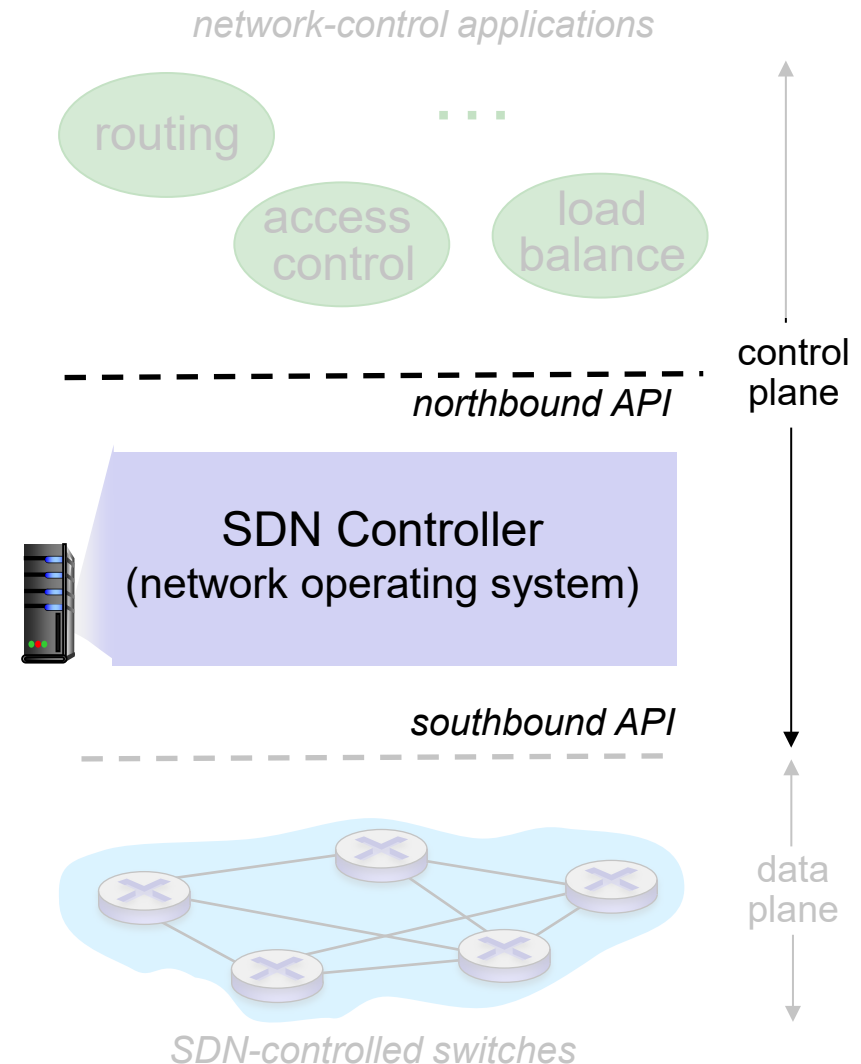 network-control applications
routing
. . .
access
control
load
balance
control
plane
northbound API
SDN Controller
(network operating system)
southbound API
data
plane
SDN-controlled switches